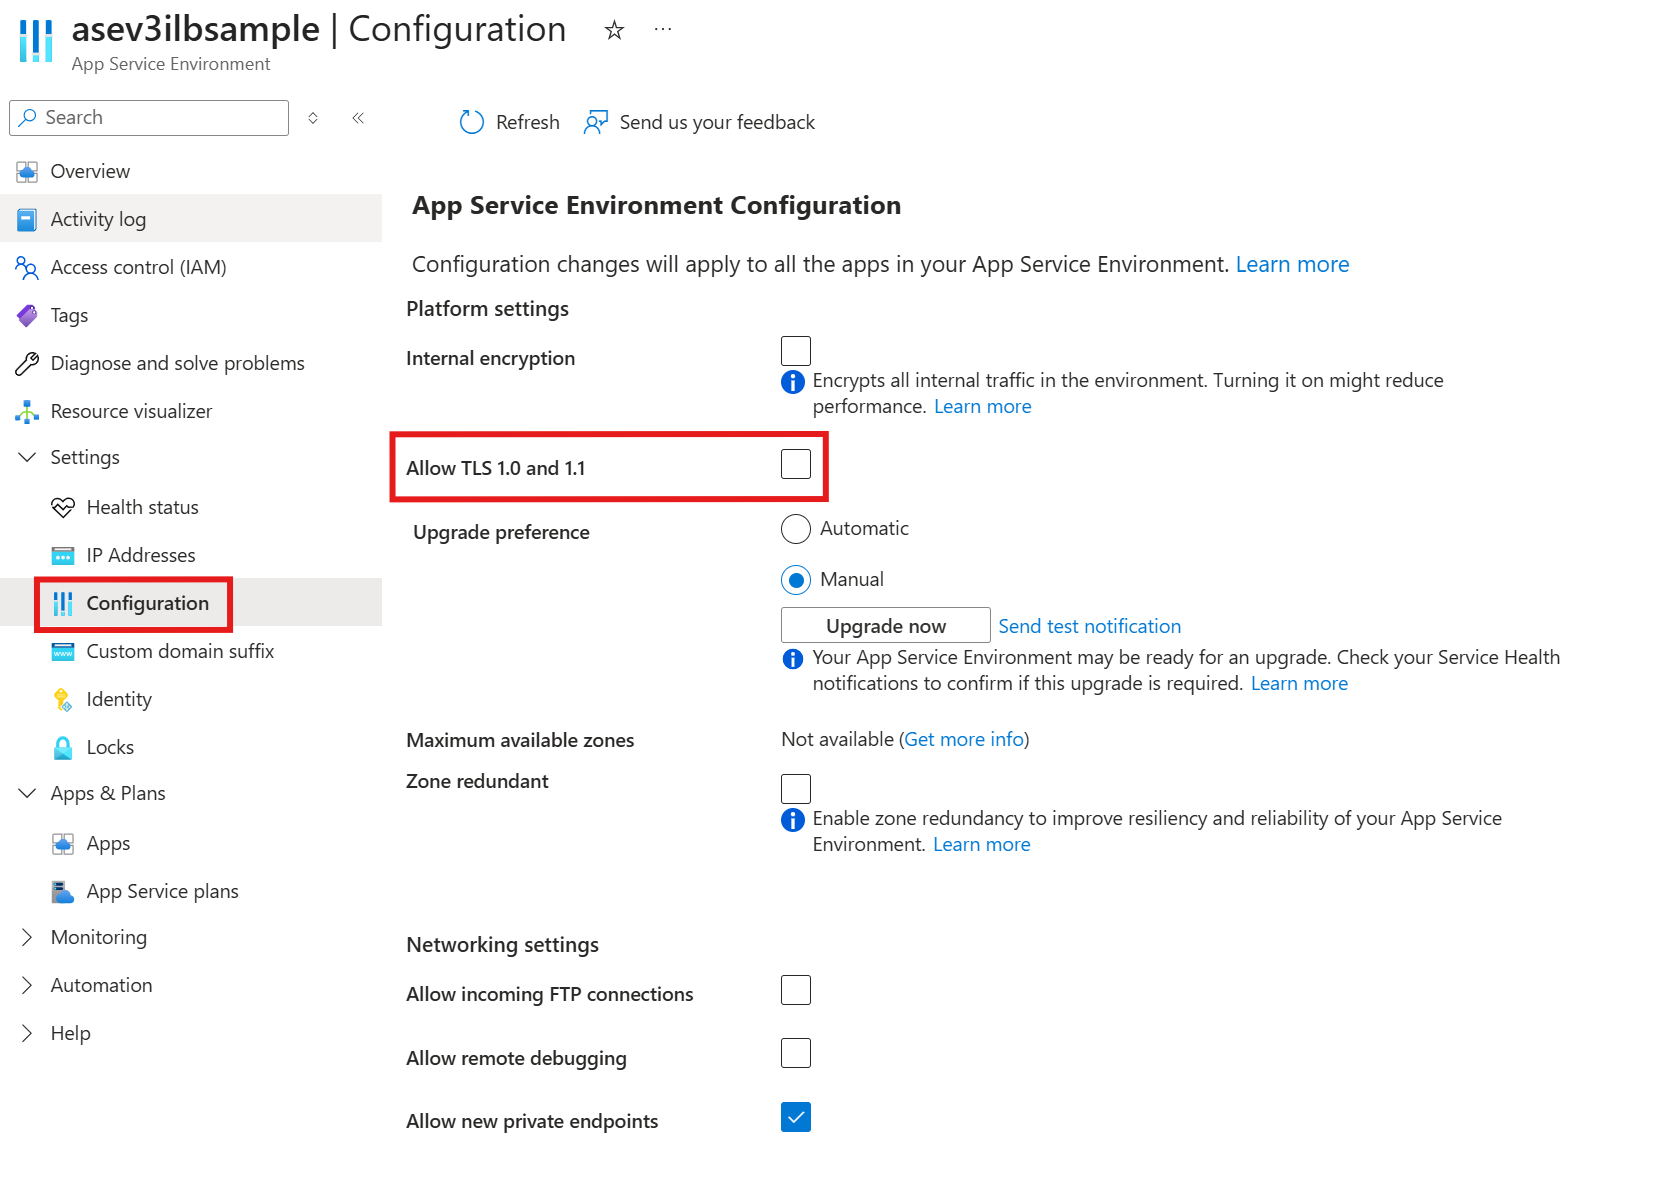 asev3ilbsample | Configuration
App Service Environment
Search
Refresh
Send us your feedback
Overview
Activity log
Access control (IAM)
Tags
Diagnose and solve problems
Resource visualizer
Settings
Health status
IP Addresses
Configuration
Custom domain suffix
Identity
Locks
Apps & Plans
Apps
App Service plans
Monitoring
Automation
Help
App Service Environment Configuration
Configuration changes will apply to all the apps in your App Service Environment. Learn more
Platform settings
Internal encryption
Encrypts all internal traffic in the environment. Turning it on might reduce
performance. Learn more
Allow TLS 1.0 and 1.1
Upgrade preference
Automatic
Manual
Upgrade now Send test notification
Your App Service Environment may be ready for an upgrade. Check your Service Health
notifications to confirm if this upgrade is required. Learn more
Maximum available zones
Not available (Get more info)
Zone redundant
Enable zone redundancy to improve resiliency and reliability of your App Service
Environment. Learn more
Networking settings
Allow incoming FTP connections
Allow remote debugging
Allow new private endpoints